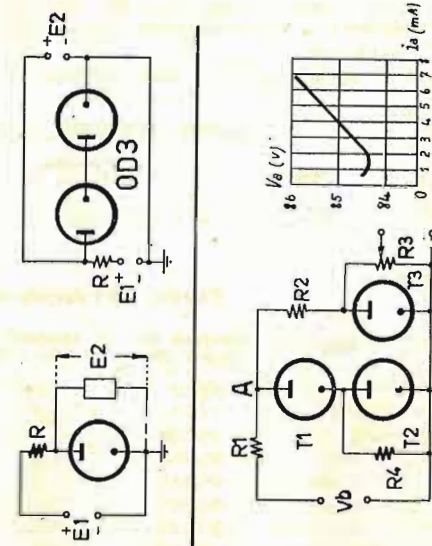 +
E1
-
R
E2
+
E2
-
OD3
R
E1
+
-
A
R1
R2
R3
R4
T1
T2
T3
Vb
Va (v)
86
85
84
0 1 2 3 4 5 6 7 8
ia (mA)